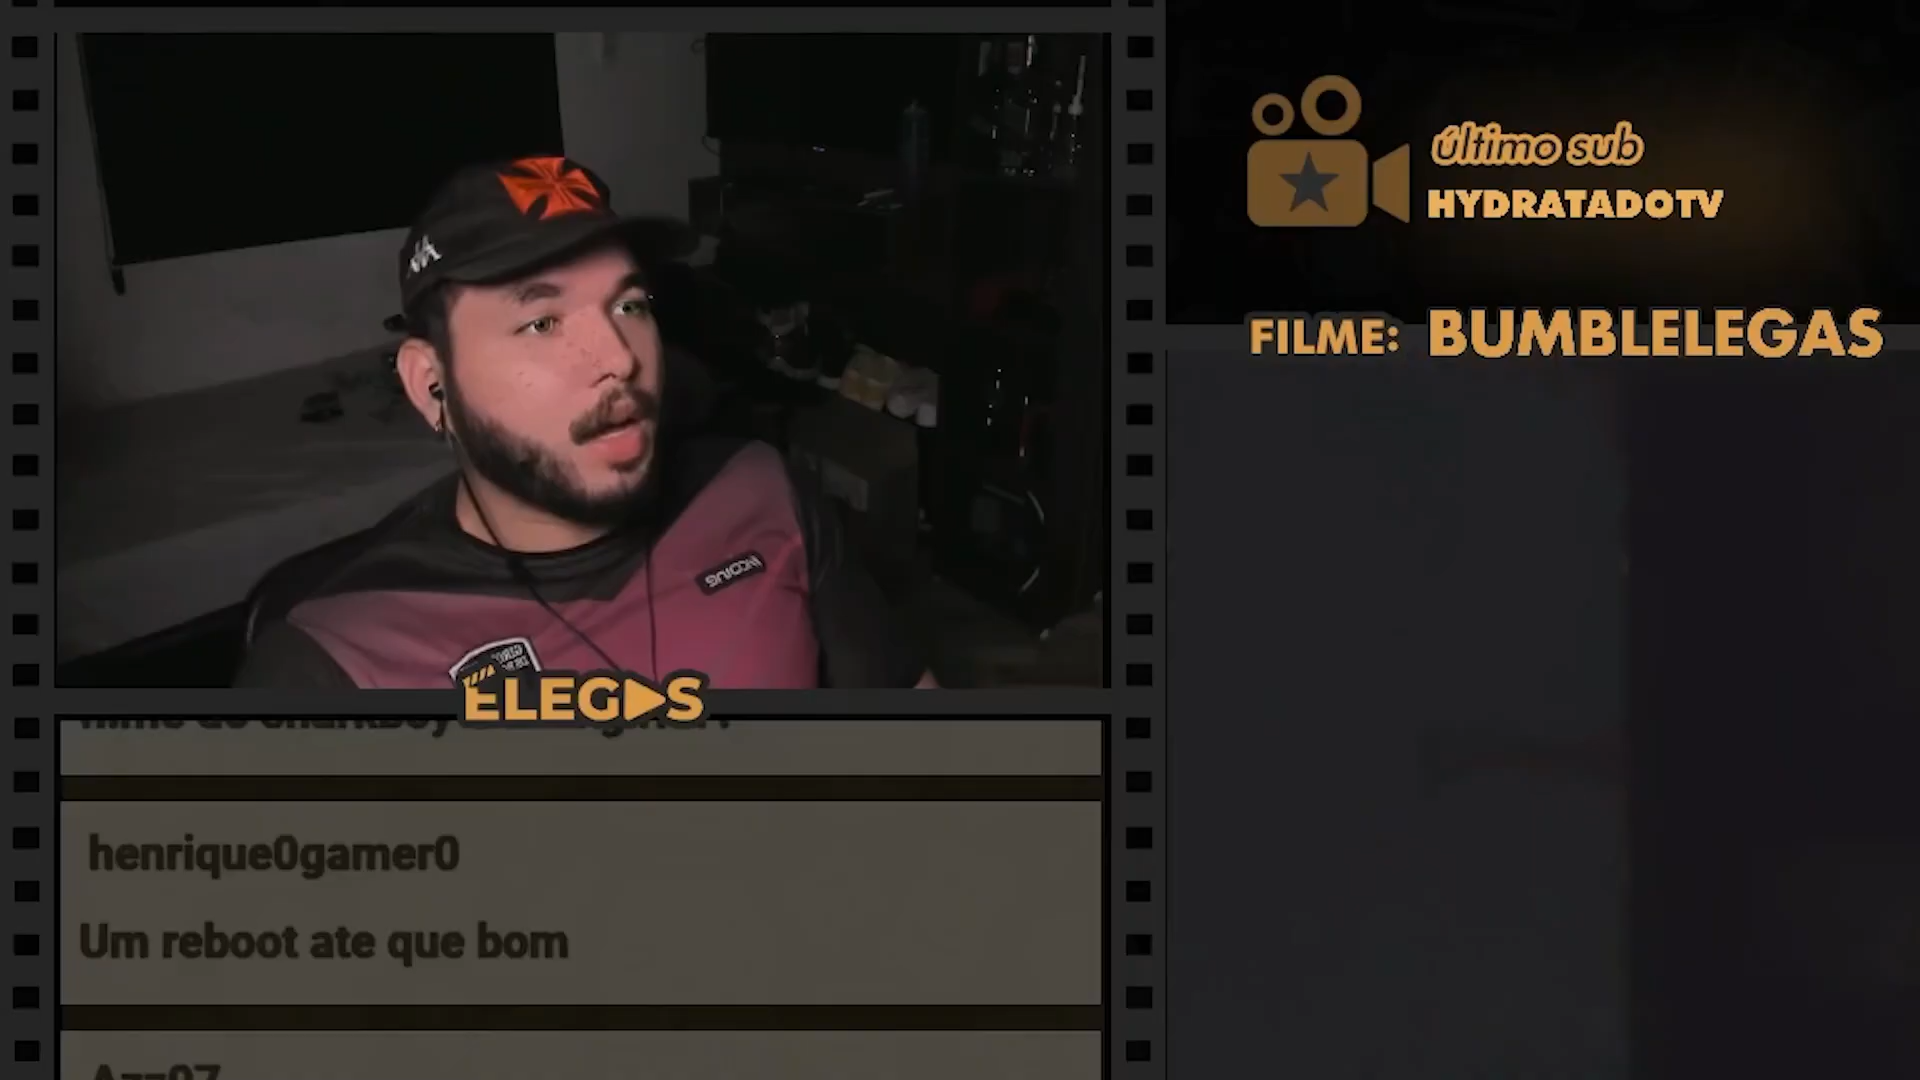 último sub
HYDRATADOTV
FILME: BUMBLELEGAS
ELEGAS
henrique0gamer0
Um reboot ate que bom